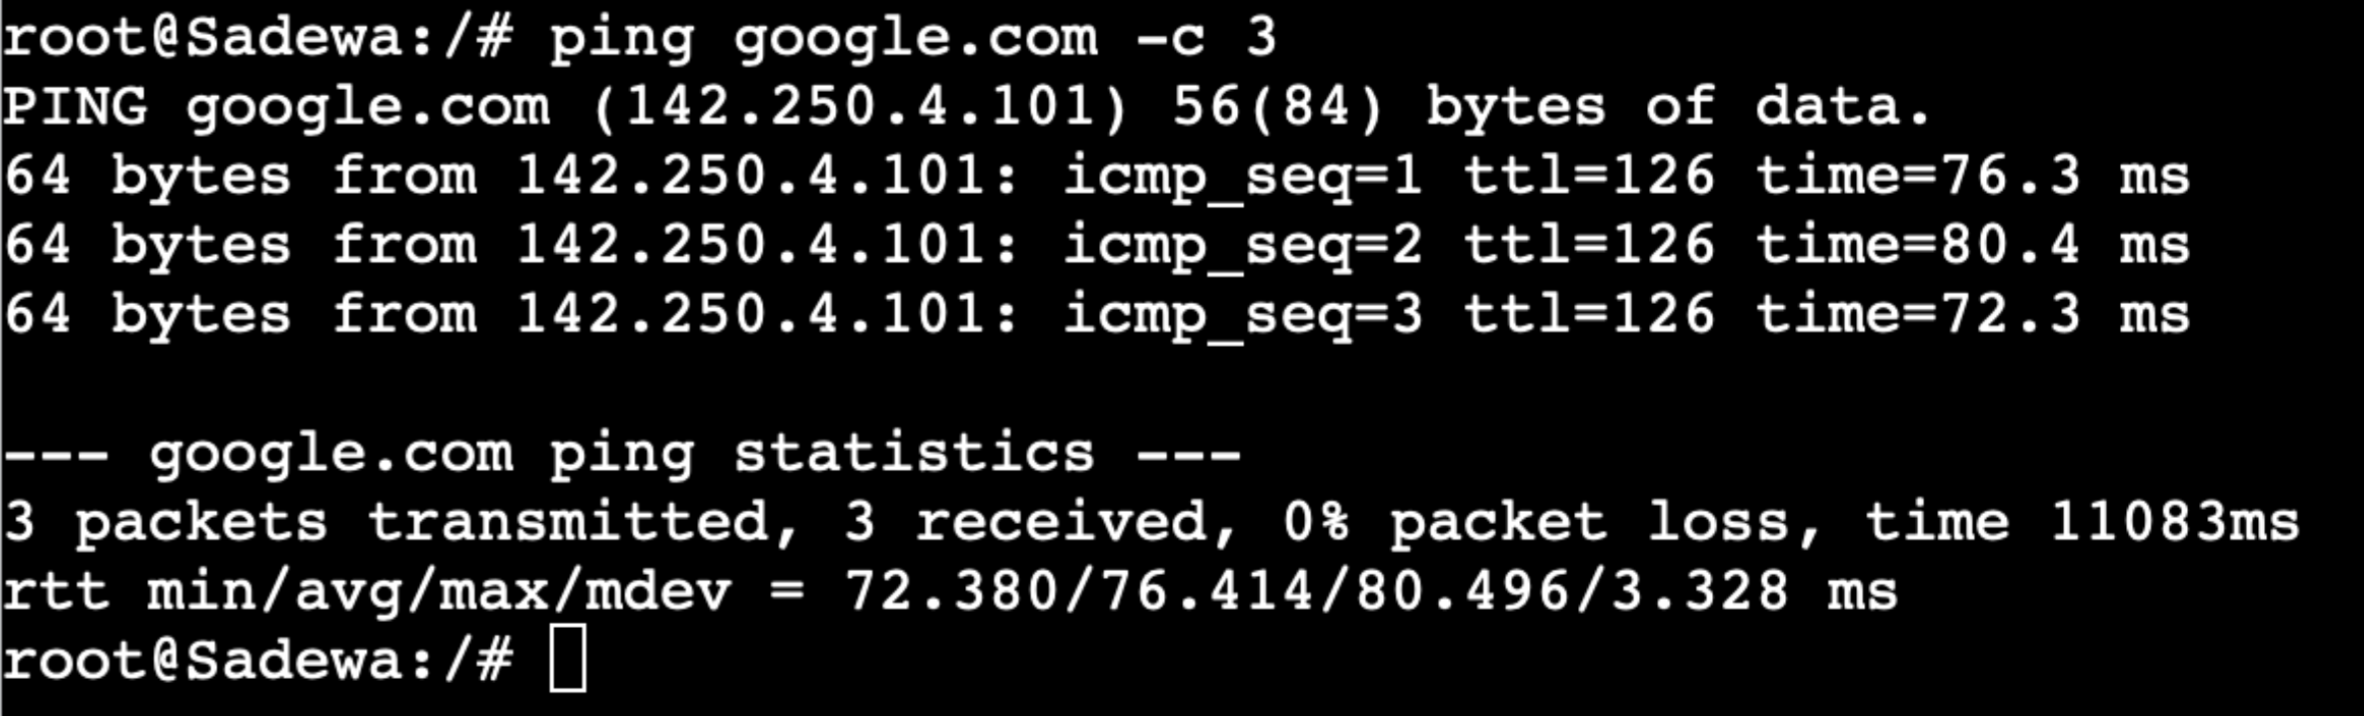 root@Sadewa:/# ping google.com -c 3
PING google.com (142.250.4.101) 56(84) bytes of data.
64 bytes from 142.250.4.101: icmp_seq=1 ttl=126 time=76.3 ms
64 bytes from 142.250.4.101: icmp_seq=2 ttl=126 time=80.4 ms
64 bytes from 142.250.4.101: icmp_seq=3 ttl=126 time=72.3 ms
--- google.com ping statistics ---
3 packets transmitted, 3 received, 0% packet loss, time 11083ms
rtt min/avg/max/mdev = 72.380/76.414/80.496/3.328 ms
root@Sadewa:/#